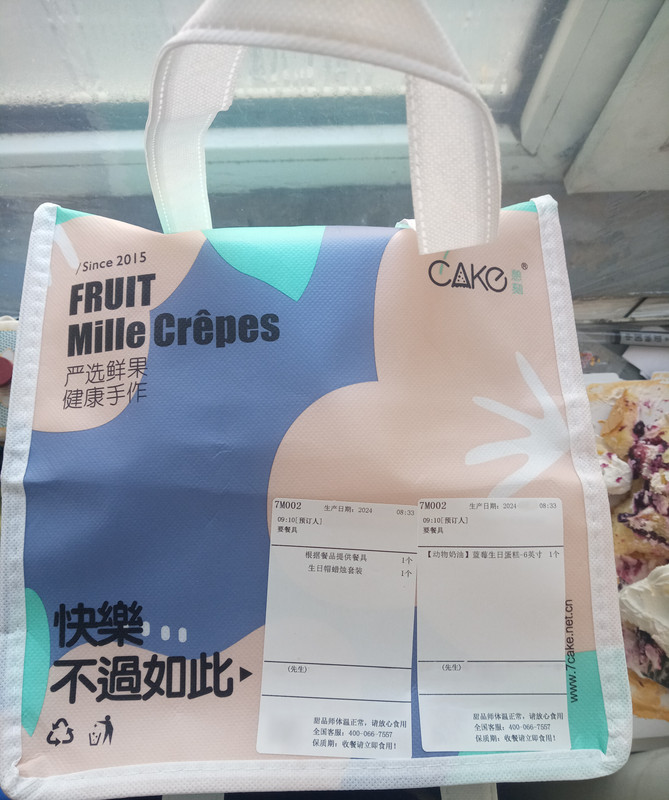 /Since 2015
FRUIT
Mille Crêpes
严选鲜果
健康手作
CAKE®
快樂...
不過如此▸
7M002 生产日期：2024 08:33
09:10[预订人]
要餐具
根据餐品提供餐具 1个
生日帽蜡烛套装 1个
(先生)
甜品师体温正常，请放心食用
全国客服：400-066-7557
保质期：收餐请立即食用！
7M002 生产日期：2024 08:33
09:10[预订人]
要餐具
【动物奶油】蓝莓生日蛋糕-6英寸 1个
(先生)
甜品师体温正常，请放心食用
全国客服：400-066-7557
保质期：收餐请立即食用！
www.7cake.net.cn